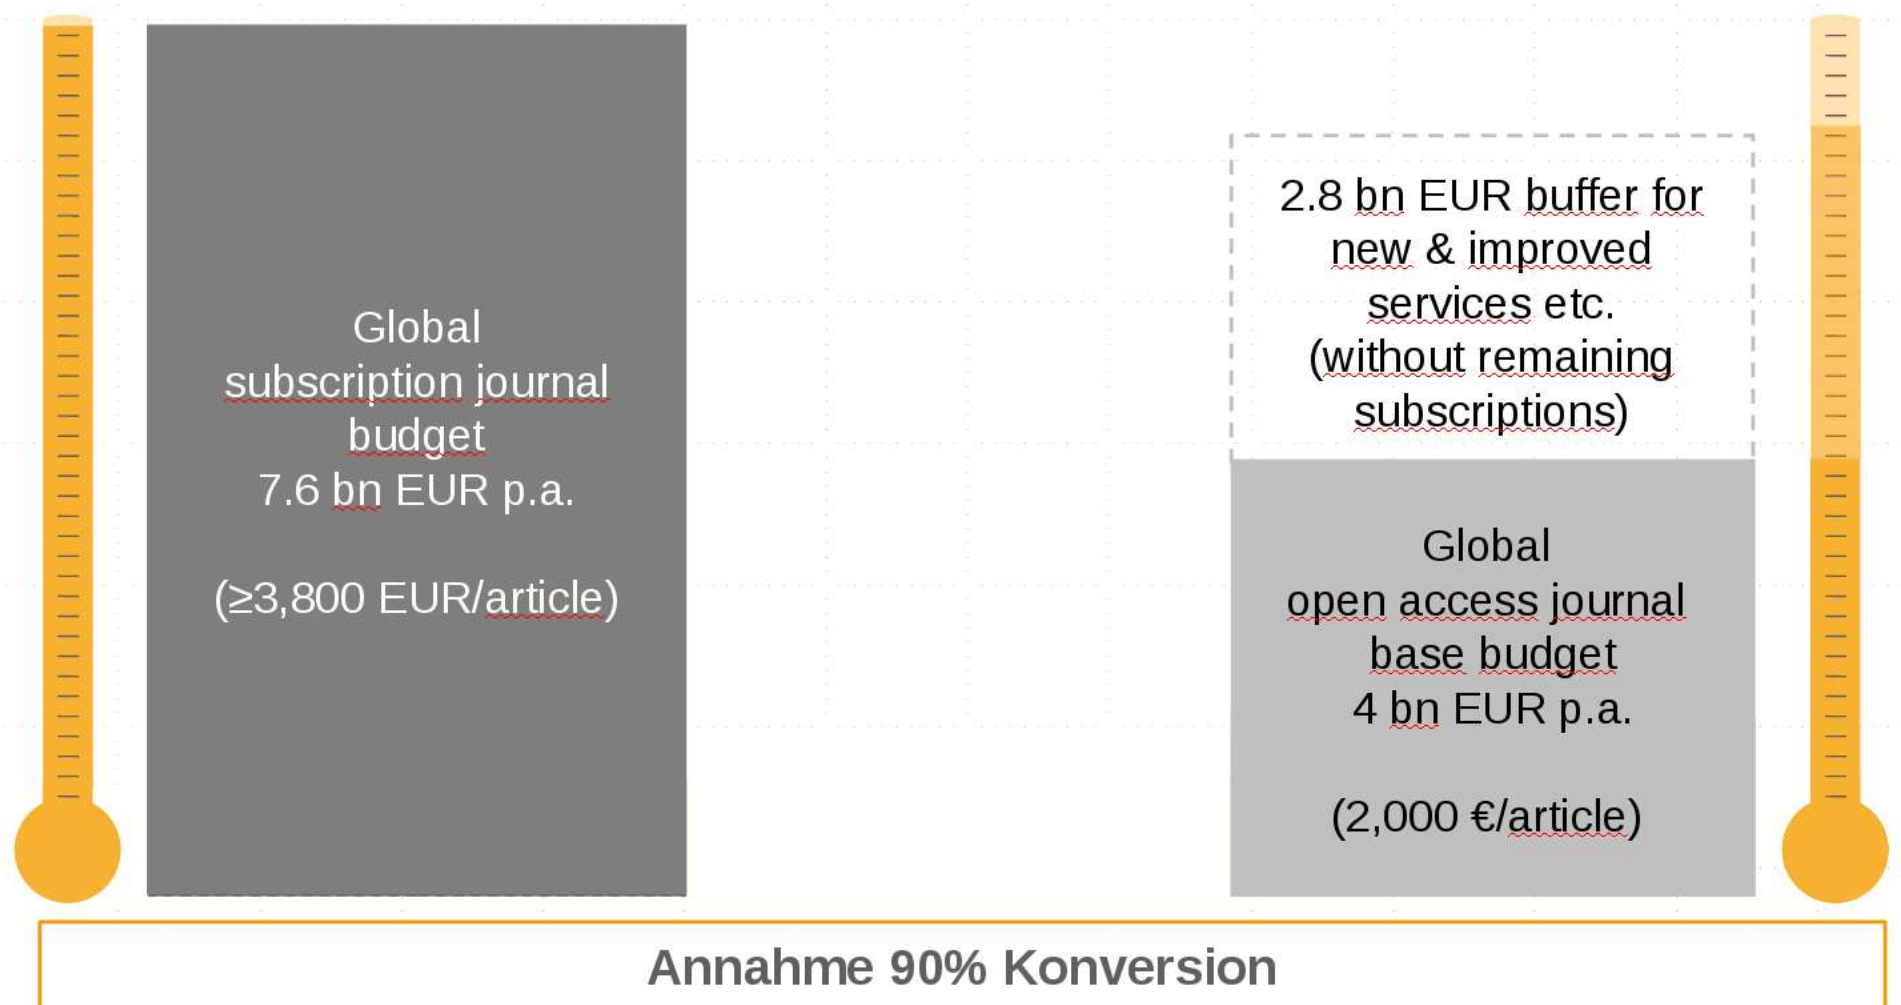 Global
subscription journal
budget
7.6 bn EUR p.a.
(≥3,800 EUR/article)
2.8 bn EUR buffer for
new & improved
services etc.
(without remaining
subscriptions)
Global
open access journal
base budget
4 bn EUR p.a.
(2,000 €/article)
Annahme 90% Konversion